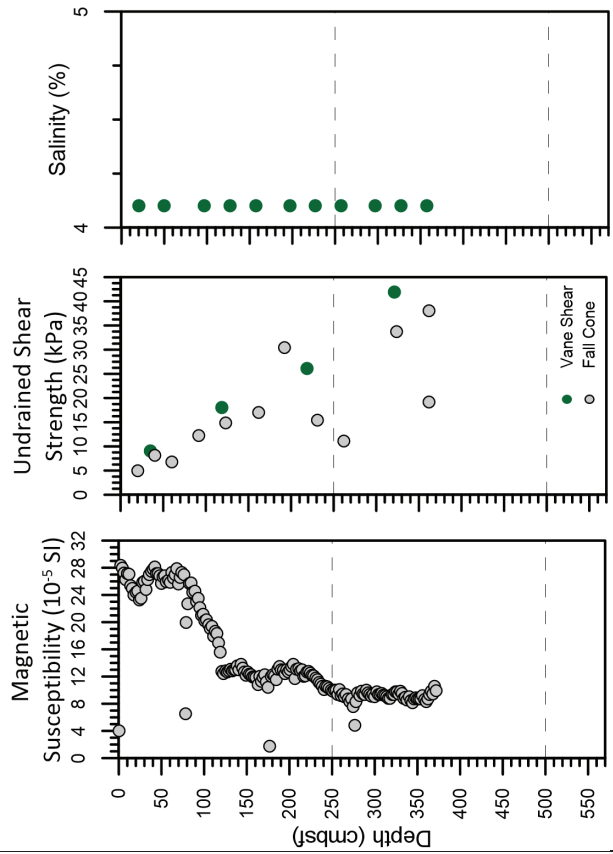 Salinity (%)
4 5
Undrained Shear
Strength (kPa)
0 5 10 15 20 25 30 35 40 45
Vane Shear
Fall Cone
Magnetic
Susceptibility (10⁻⁵ SI)
0 4 8 12 16 20 24 28 32
0 50 100 150 200 250 300 350 400 450 500 550
Depth (cmbsf)